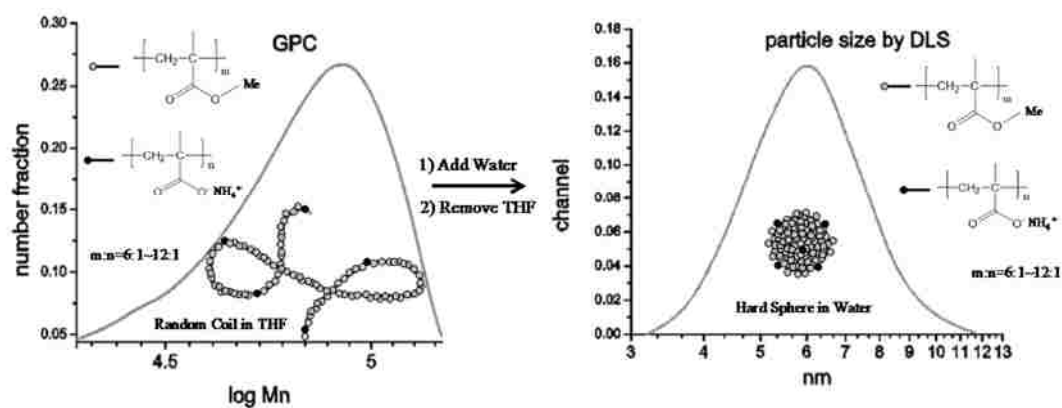 GPC
0.30
0.25
0.20
0.15
0.10
0.05
number fraction
4.5
5
log Mn
CH₂
m
O
O
Me
CH₂
n
O
O
NH₄⁺
m:n=6:1~12:1
Random Coil in THF
1) Add Water
2) Remove THF
particle size by DLS
0.18
0.16
0.14
0.12
0.10
0.08
0.06
0.04
0.02
0.00
channel
3 4 5 6 7 8 9 10 11 12 13
nm
CH₂
m
O
O
Me
CH₂
n
O
O
NH₄⁺
m:n=6:1~12:1
Hard Sphere in Water